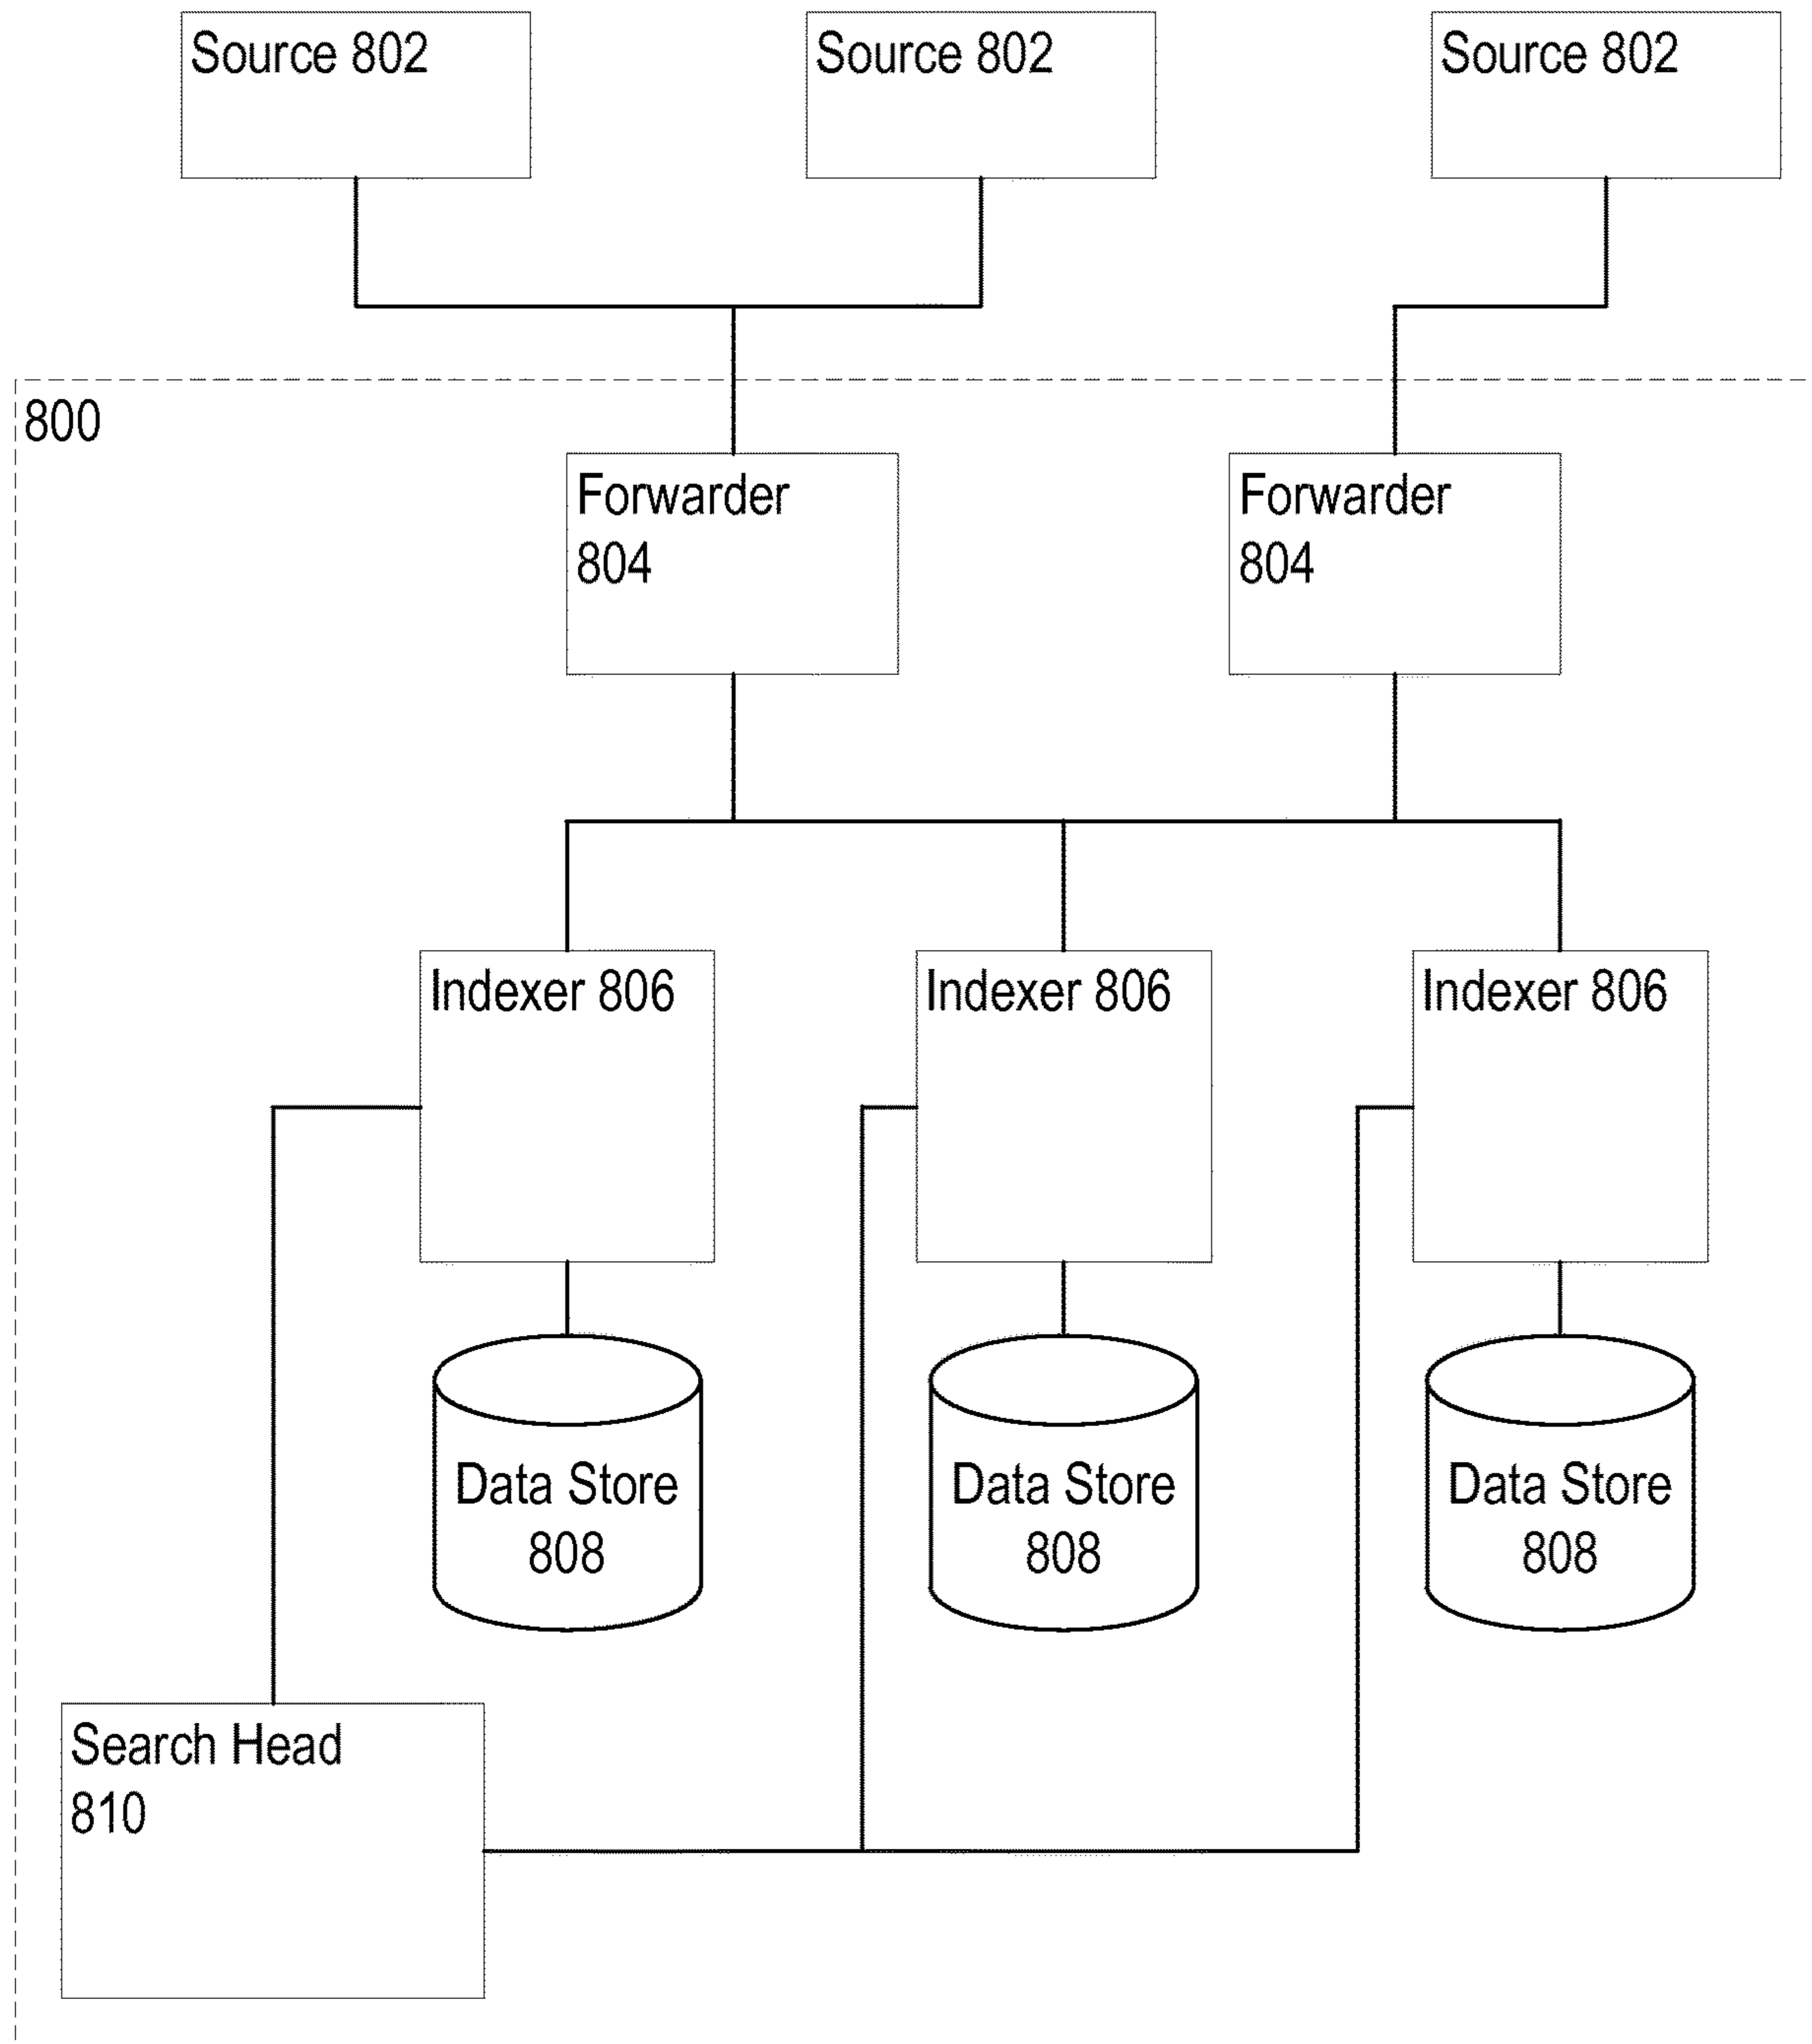 Source 802
Source 802
Source 802
800
Forwarder
804
Forwarder
804
Indexer 806
Indexer 806
Indexer 806
Data Store
808
Data Store
808
Data Store
808
Search Head
810